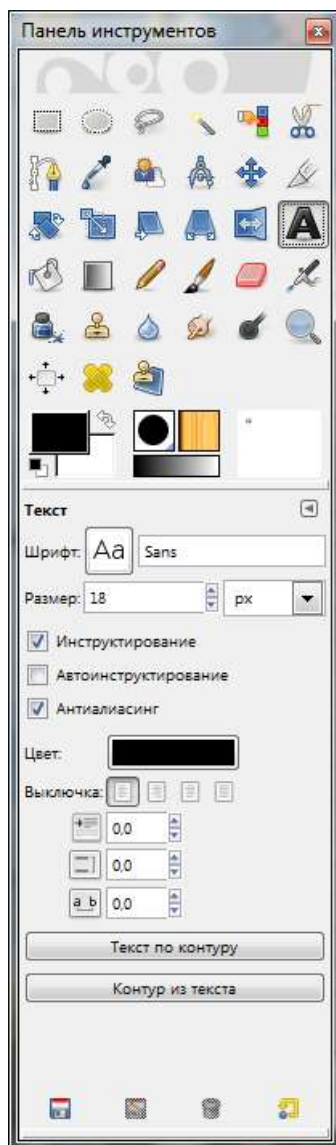 Панель инструментов
Текст
Шрифт: Aa Sans
Размер: 18 px
Инструктирование
Автоинструктирование
Антиалиасинг
Цвет:
Выключка:
0,0
0,0
a b 0,0
Текст по контуру
Контур из текста